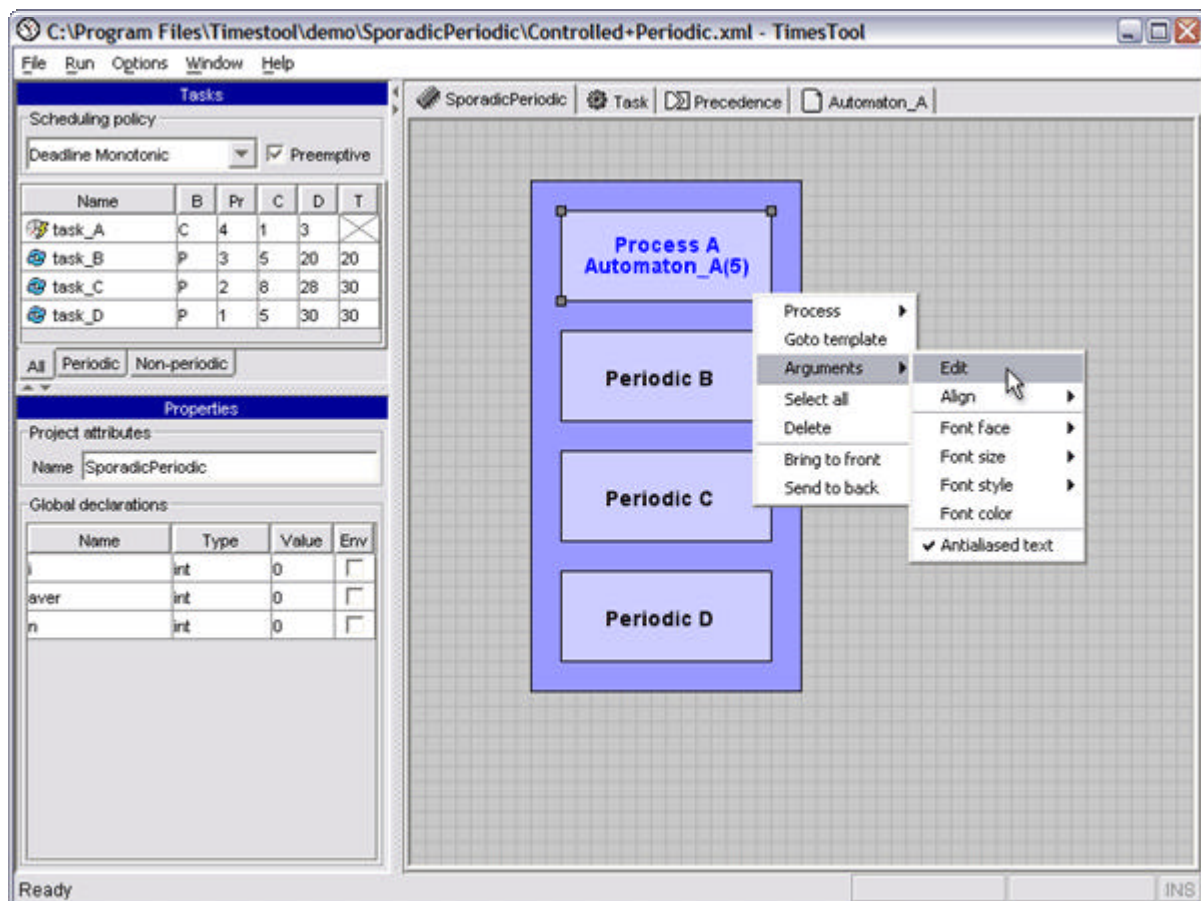 C:\Program Files\Timestool\demo\SporadicPeriodic\Controlled+Periodic.xml - TimesTool
File Run Options Window Help
Tasks
Scheduling policy
Deadline Monotonic Preemptive
Name B Pr C D T
task_A C 4 1 3
task_B P 3 5 20 20
task_C P 2 8 28 30
task_D P 1 5 30 30
All Periodic Non-periodic
Properties
Project attributes
Name SporadicPeriodic
Global declarations
Name Type Value Env
i int 0
aver int 0
n int 0
SporadicPeriodic Task Precedence Automaton_A
Process A
Automaton_A(5)
Periodic B
Periodic C
Periodic D
Process
Goto template
Arguments
Select all
Delete
Bring to front
Send to back
Edit
Align
Font face
Font size
Font style
Font color
Antialiased text
Ready INS